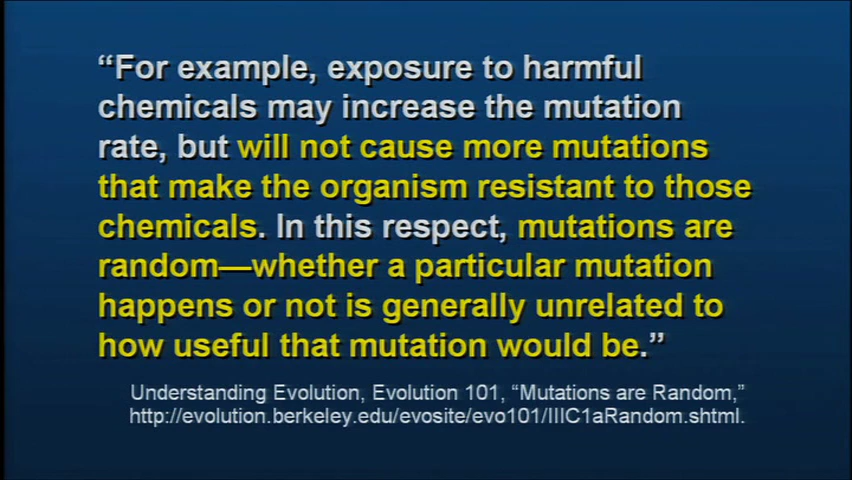 “For example, exposure to harmful
chemicals may increase the mutation
rate, but will not cause more mutations
that make the organism resistant to those
chemicals. In this respect, mutations are
random—whether a particular mutation
happens or not is generally unrelated to
how useful that mutation would be.”
Understanding Evolution, Evolution 101, “Mutations are Random,”
http://evolution.berkeley.edu/evosite/evo101/IIIC1aRandom.shtml.